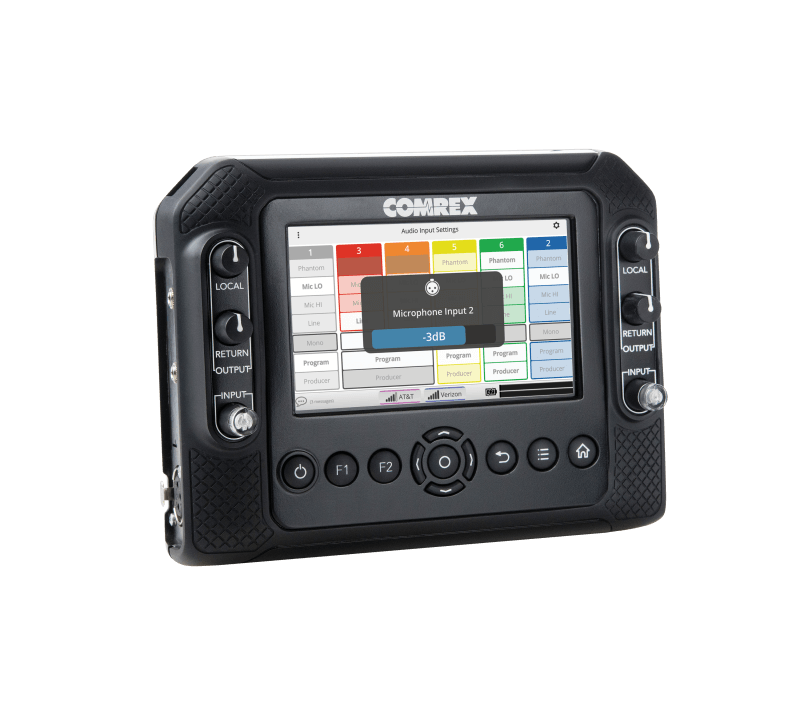 COMREX
Audio Input Settings
1 3 4 5 6 2
Phantom Phantom Phantom Phantom
Mic LO LO Mic LO
Mic HI HI Mic HI
Line Line
Mono Mono
Microphone Input 2
-3dB
Program Program Program Program Program
Producer Producer Producer Producer Producer
AT&T Verizon
LOCAL
RETURN
OUTPUT
INPUT
LOCAL
RETURN
OUTPUT
INPUT
F1 F2